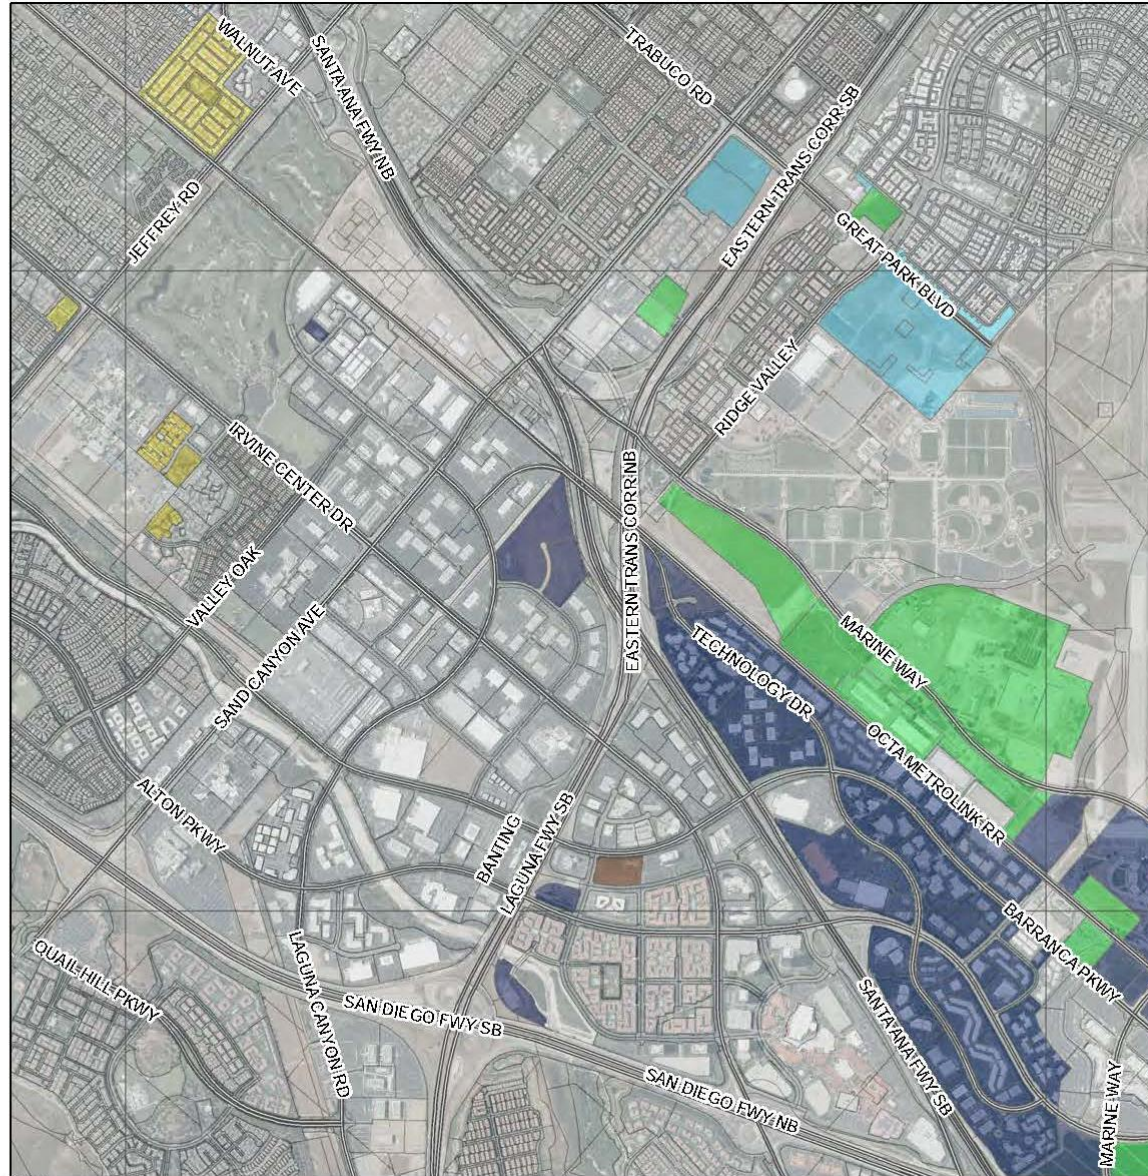 WALNUT AVE
SANTA ANA FWY NB
TRABUCO RD
EASTERN TRANS CORR SB
JEFFREY RD
GREAT PARK BLVD
RIDGE VALLEY
IRVINE CENTER DR
EASTERN TRANS CORR NB
VALLEY OAK
SAND CANYON AVE
MARINE WAY
TECHNOLOGY DR
OCTA METROLINK RR
ALTON PKWY
BANTING
LAGUNA FWY SB
BARRANCA PKWY
QUAIL HILL PKWY
LAGUNA CANYON RD
SAN DIEGO FWY SB
SANTA ANA FWY SB
SAN DIEGO FWY NB
MARINE WAY